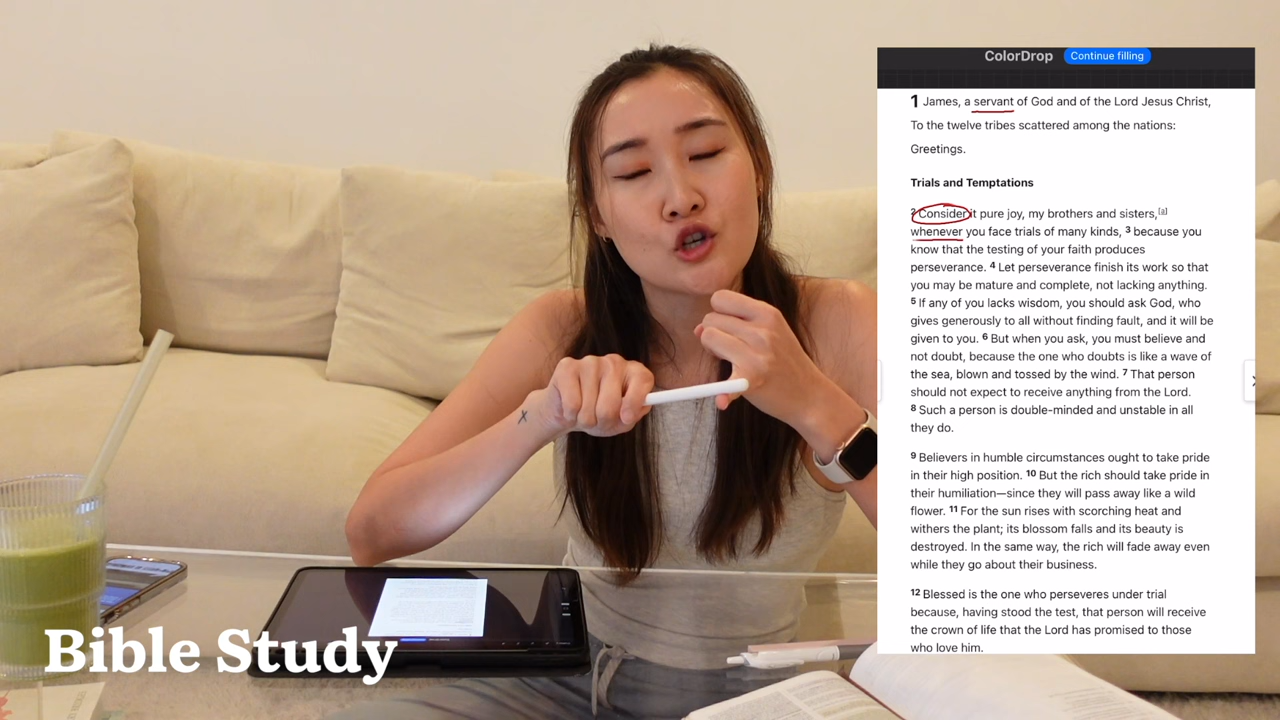 ColorDrop Continue filling
1 James, a servant of God and of the Lord Jesus Christ,
To the twelve tribes scattered among the nations:
Greetings.
Trials and Temptations
2 Consider it pure joy, my brothers and sisters,[a]
whenever you face trials of many kinds, 3 because you
know that the testing of your faith produces
perseverance. 4 Let perseverance finish its work so that
you may be mature and complete, not lacking anything.
5 If any of you lacks wisdom, you should ask God, who
gives generously to all without finding fault, and it will be
given to you. 6 But when you ask, you must believe and
not doubt, because the one who doubts is like a wave of
the sea, blown and tossed by the wind. 7 That person
should not expect to receive anything from the Lord.
8 Such a person is double-minded and unstable in all
they do.
9 Believers in humble circumstances ought to take pride
in their high position. 10 But the rich should take pride in
their humiliation—since they will pass away like a wild
flower. 11 For the sun rises with scorching heat and
withers the plant; its blossom falls and its beauty is
destroyed. In the same way, the rich will fade away even
while they go about their business.
12 Blessed is the one who perseveres under trial
because, having stood the test, that person will receive
the crown of life that the Lord has promised to those
who love him.
Bible Study